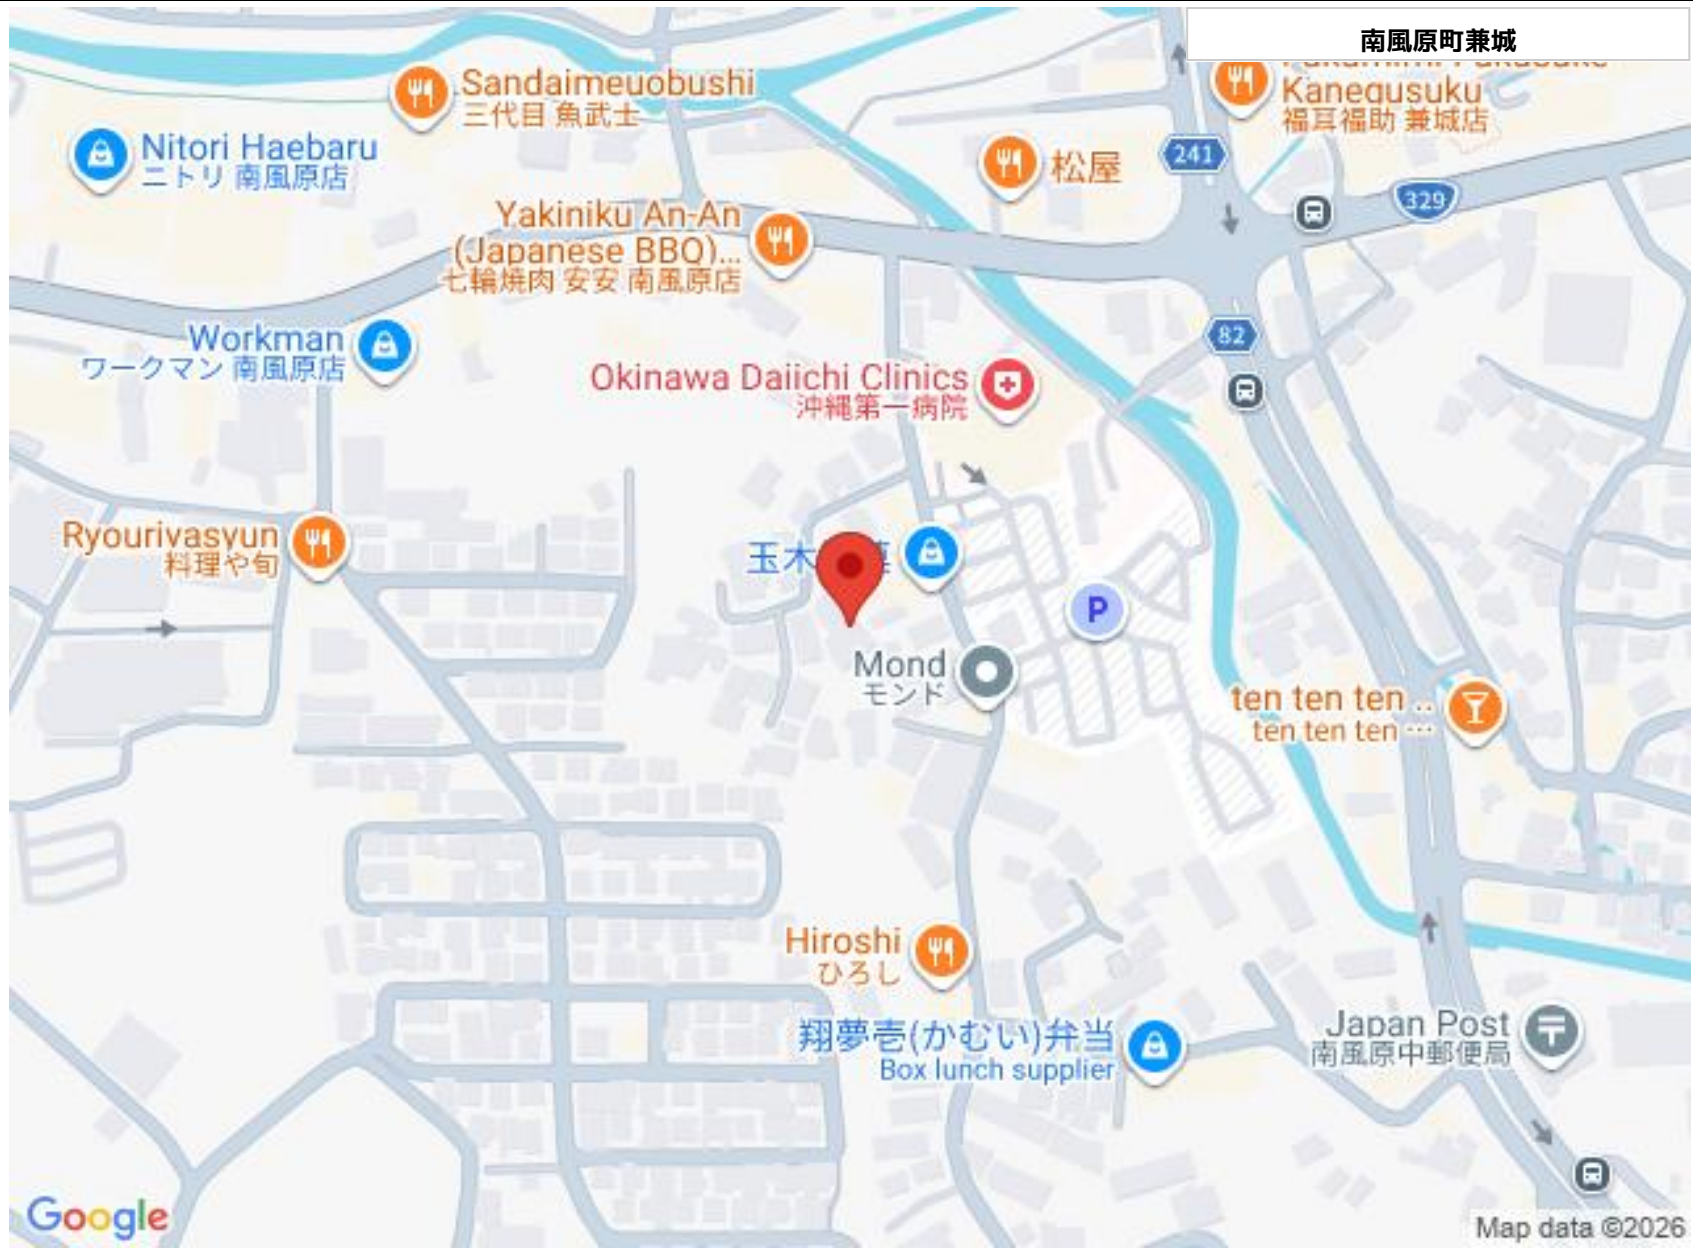 南風原町兼城
Sandaimeuobushi
三代目 魚武士
Kanegusuku
福耳福助 兼城店
Nitori Haebaru
ニトリ 南風原店
松屋
241
329
Yakiniku An-An
(Japanese BBQ)...
七輪焼肉 安安 南風原店
Workman
ワークマン 南風原店
82
Okinawa Daiichi Clinics
沖縄第一病院
Ryourivasyun
料理や旬
玉木
P
Mond
モンド
ten ten ten ..
ten ten ten …
Hiroshi
ひろし
翔夢壱(かむい)弁当
Box lunch supplier
Japan Post
南風原中郵便局
Google
Map data ©2026